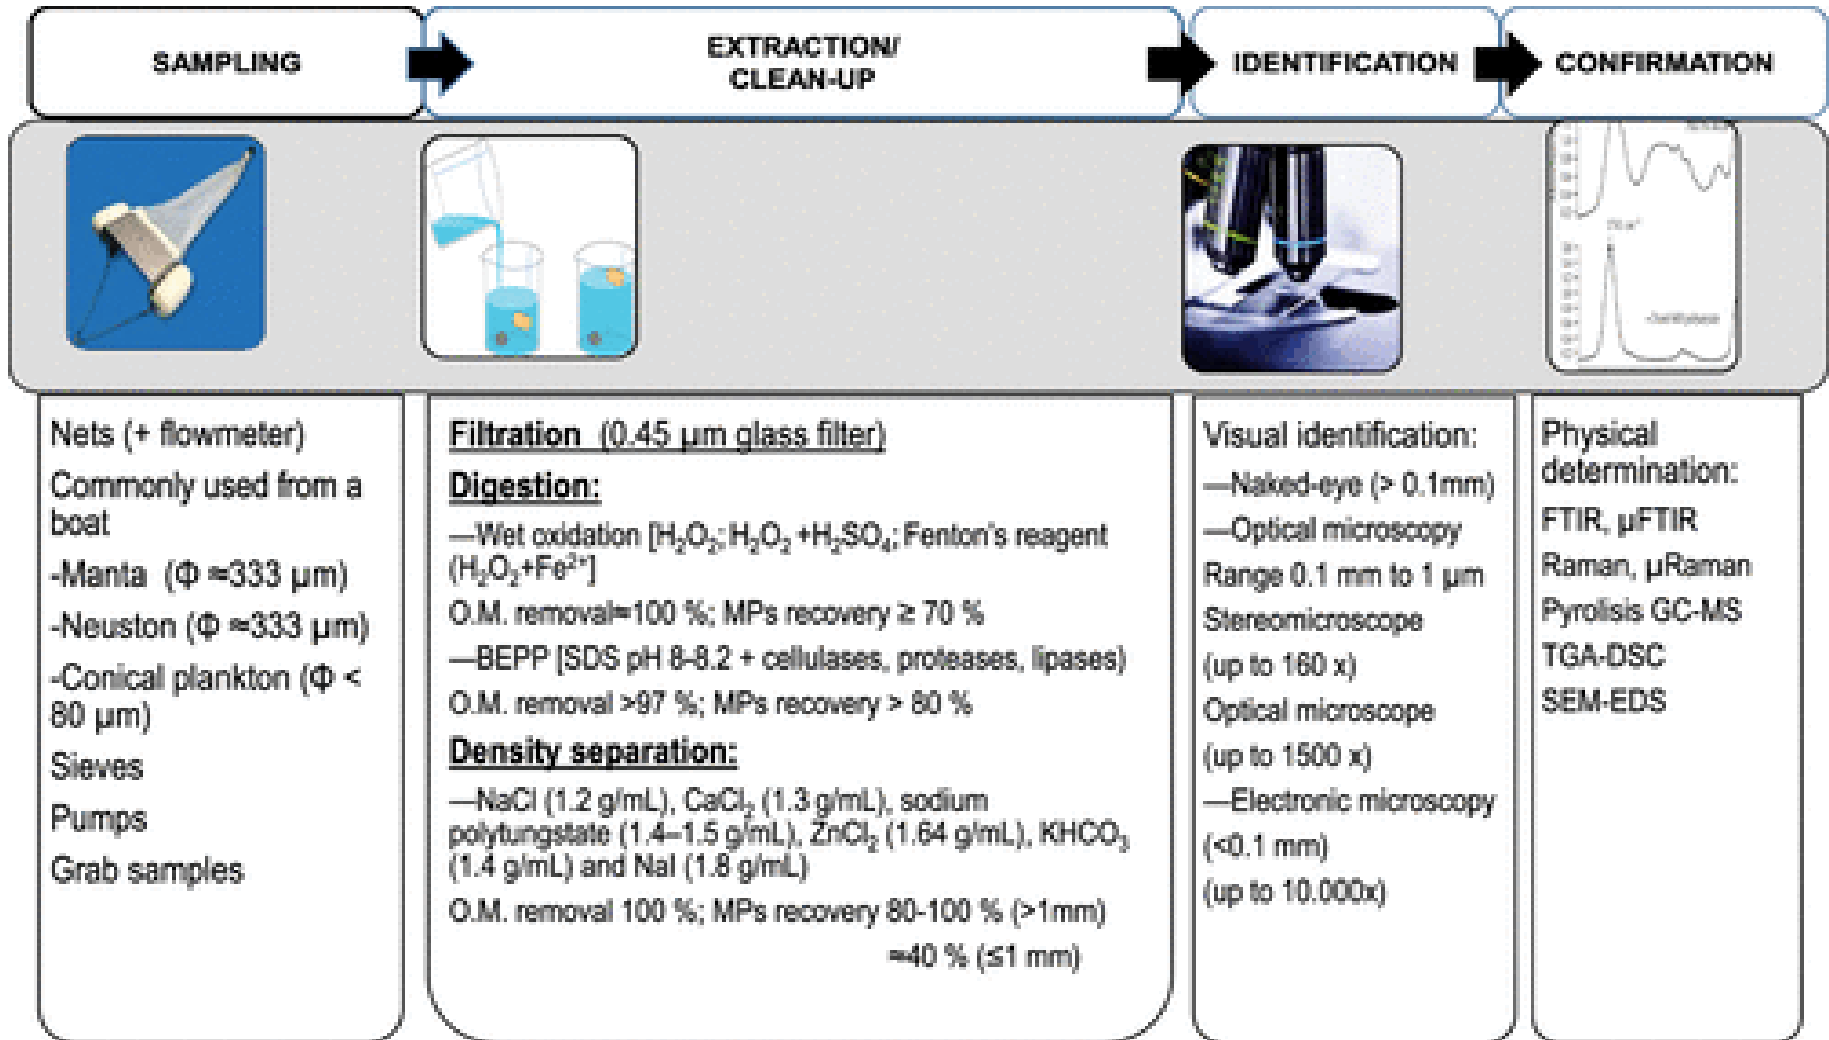 SAMPLING
EXTRACTION/
CLEAN-UP
IDENTIFICATION
CONFIRMATION
Nets (+ flowmeter)
Commonly used from a
boat
-Manta (Φ ≈333 µm)
-Neuston (Φ ≈333 µm)
-Conical plankton (Φ <
80 µm)
Sieves
Pumps
Grab samples
Filtration (0.45 µm glass filter)
Digestion:
—Wet oxidation [H₂O₂; H₂O₂ +H₂SO₄; Fenton's reagent
(H₂O₂+Fe²⁺]
O.M. removal≈100 %; MPs recovery ≥ 70 %
—BEPP [SDS pH 8-8.2 + cellulases, proteases, lipases)
O.M. removal >97 %; MPs recovery > 80 %
Density separation:
—NaCl (1.2 g/mL), CaCl₂ (1.3 g/mL), sodium
polytungstate (1.4–1.5 g/mL), ZnCl₂ (1.64 g/mL), KHCO₃
(1.4 g/mL) and NaI (1.8 g/mL)
O.M. removal 100 %; MPs recovery 80-100 % (>1mm)
≈40 % (≤1 mm)
Visual identification:
—Naked-eye (> 0.1mm)
—Optical microscopy
Range 0.1 mm to 1 µm
Stereomicroscope
(up to 160 x)
Optical microscope
(up to 1500 x)
—Electronic microscopy
(<0.1 mm)
(up to 10.000x)
Physical
determination:
FTIR, µFTIR
Raman, µRaman
Pyrolisis GC-MS
TGA-DSC
SEM-EDS